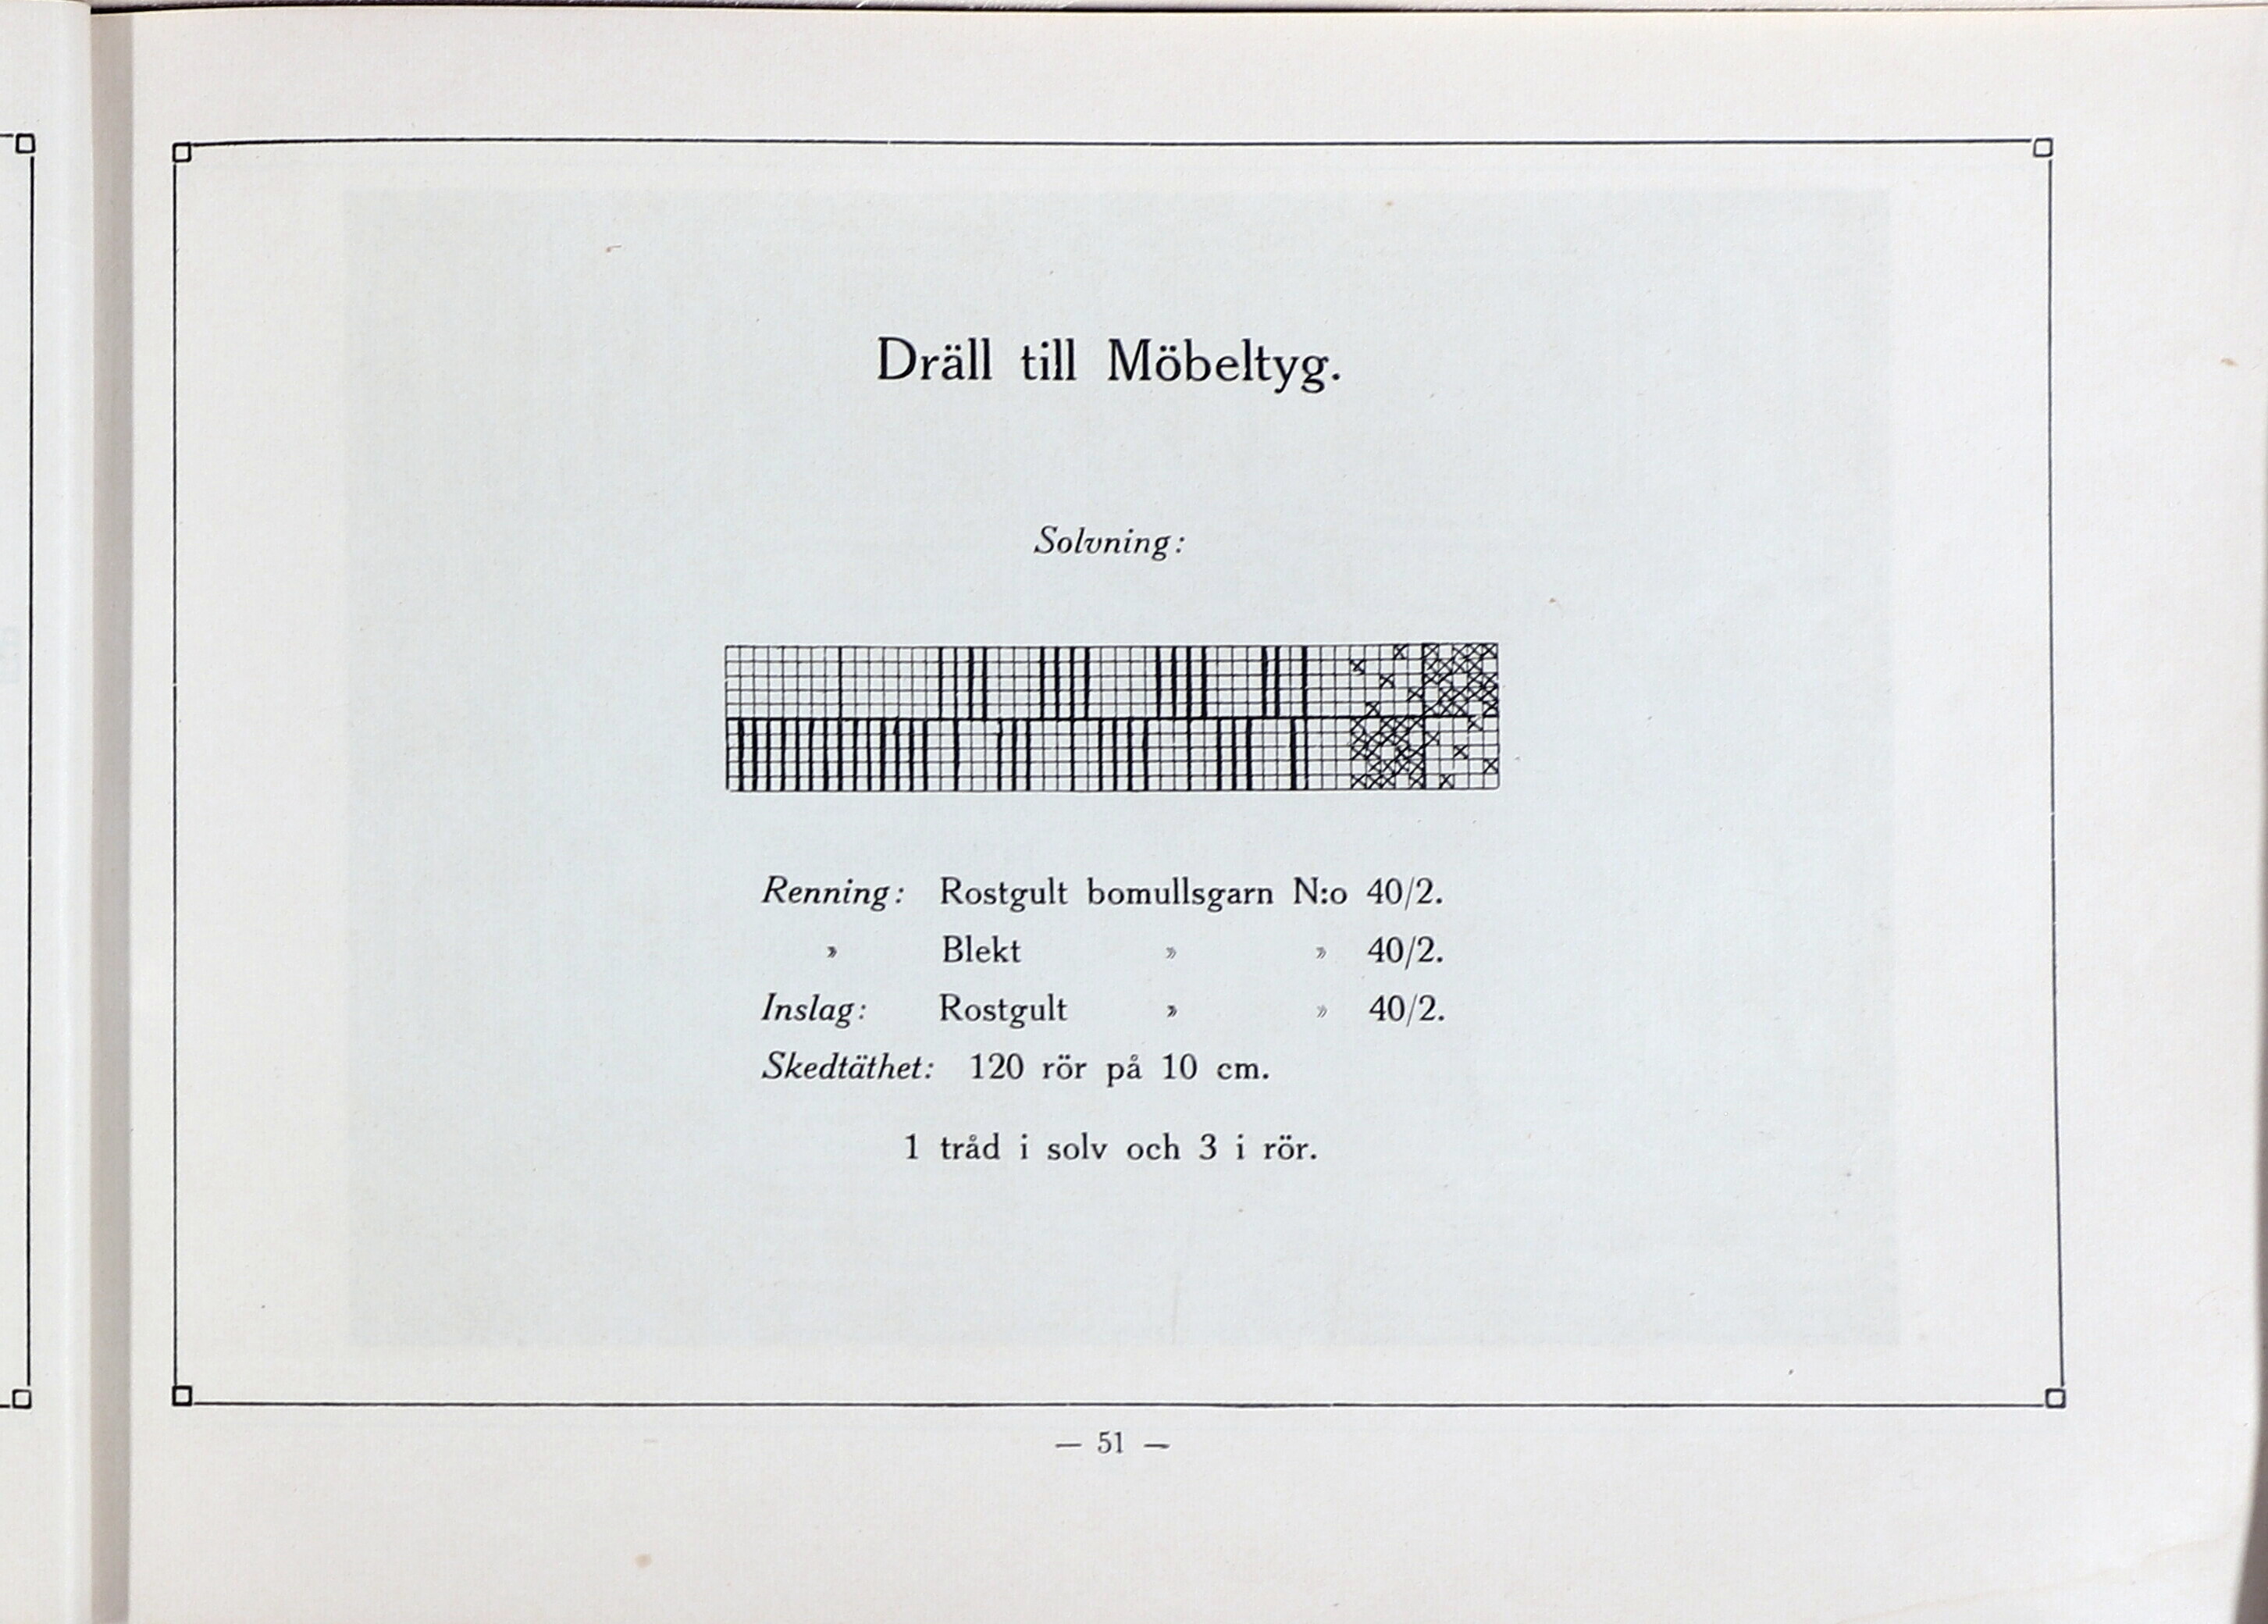 Dräll till Möbeltyg.
Solvning:
Renning: Rostgult bomullsgarn N:o 40/2.
» Blekt » » 40/2.
Inslag: Rostgult » » 40/2.
Skedtäthet: 120 rör på 10 cm.
1 tråd i solv och 3 i rör.
— 51 —